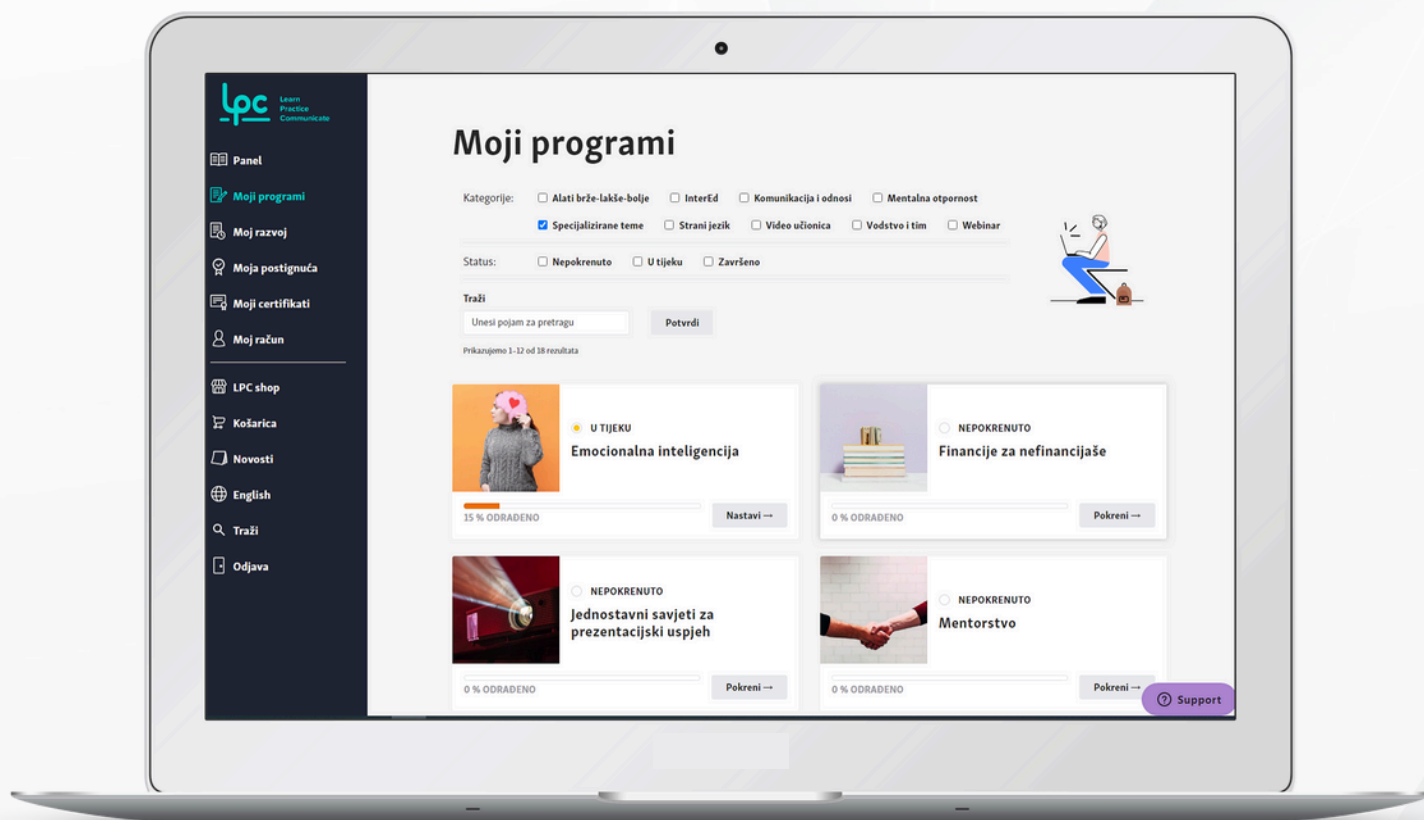 lpc
Learn
Practice
Communicate
Panel
Moji programi
Moj razvoj
Moja postignuća
Moji certifikati
Moj račun
LPC shop
Košarica
Novosti
English
Traži
Odjava
Moji programi
Kategorije: Alati brže-lakše-bolje InterEd Komunikacija i odnosi Mentalna otpornost
Specijalizirane teme Strani jezik Video učionica Vodstvo i tim Webinar
Status: Nepokrenuto U tijeku Završeno
Traži
Unesi pojam za pretragu Potvrdi
Prikazujemo 1-12 od 18 rezultata
U TIJEKU
Emocionalna inteligencija
15 % ODRAĐENO Nastavi →
NEPOKRENUTO
Financije za nefinancijaše
0 % ODRAĐENO Pokreni →
NEPOKRENUTO
Jednostavni savjeti za
prezentacijski uspjeh
0 % ODRAĐENO Pokreni →
NEPOKRENUTO
Mentorstvo
0 % ODRAĐENO Pokreni →
Support